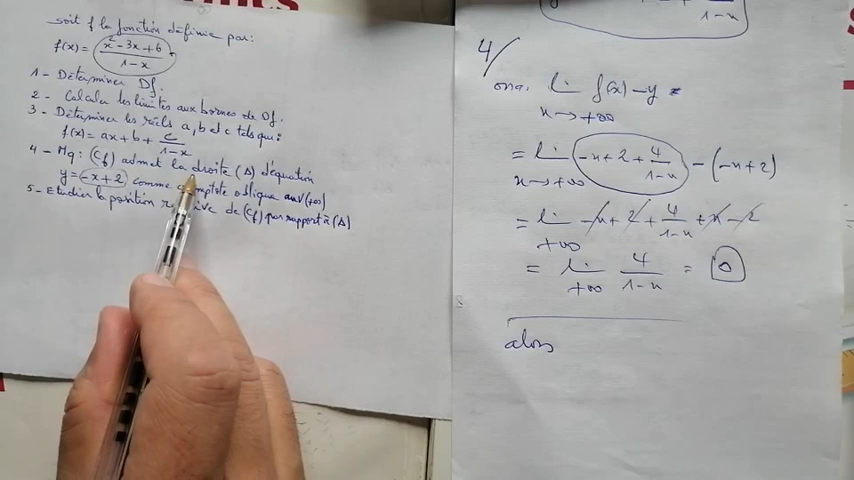 soit f la fonction définie par:
f(x) = x² - 3x + 6 / 1 - x
1 - Déterminer Df.
2 - Calculer les limites aux bornes de Df.
3 - Déterminer les réels a, b et c tels que:
f(x) = ax + b + c / 1 - x
4 - Mq: (Cf) admet la droite (Δ) d'équation
y = -x + 2 comme oblique au V(+∞)
5 - Etudier la position de (Cf) par rapport à (Δ)
1 - x
4/
ona: lim f(x) - y =
x → +∞
= lim -x + 2 + 4 / 1 - x - (-x + 2)
x → +∞
= lim -x + 2 + 4 / 1 - x + x - 2
+∞
= lim 4 / 1 - x = 0
+∞
alors